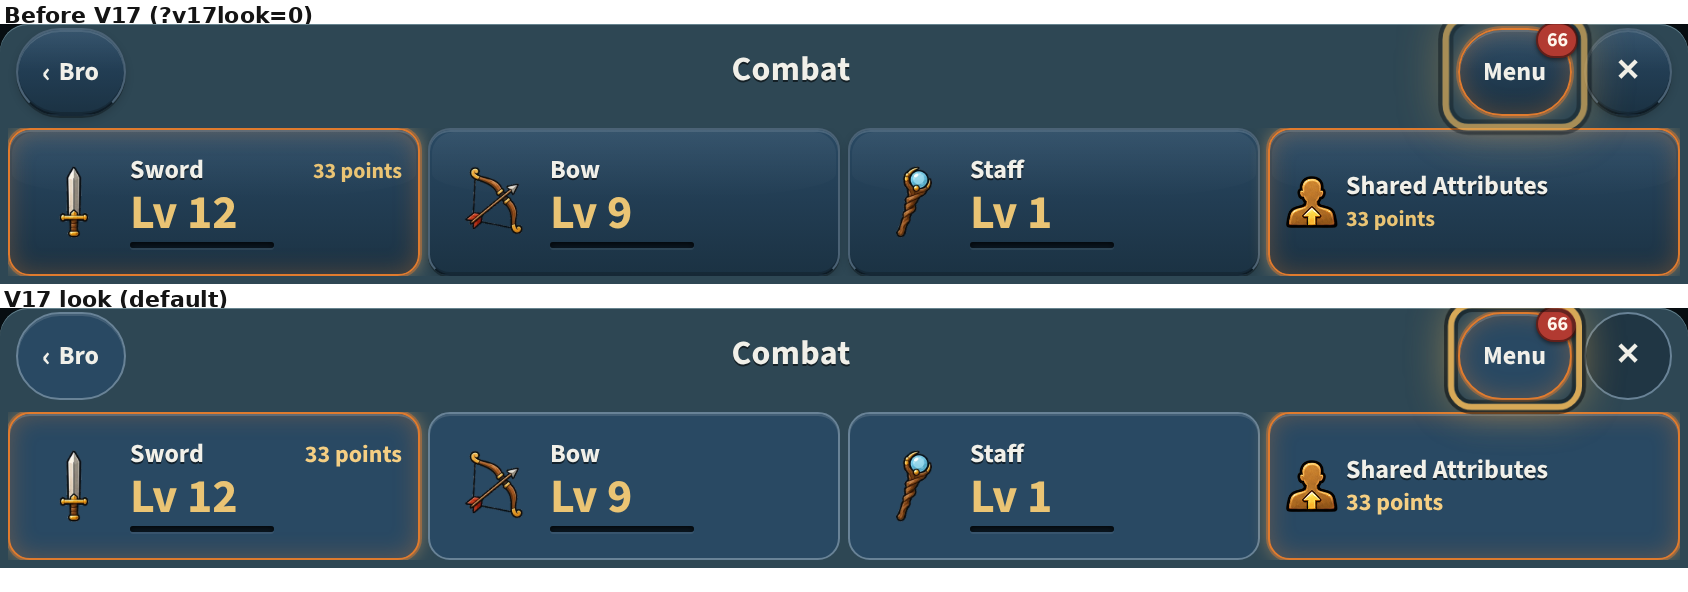 Before V17 (?v17look=0)
‹ Bro
Combat
Menu
66
✕
Sword
33 points
Lv 12
Bow
Lv 9
Staff
Lv 1
Shared Attributes
33 points
V17 look (default)
‹ Bro
Combat
Menu
66
✕
Sword
33 points
Lv 12
Bow
Lv 9
Staff
Lv 1
Shared Attributes
33 points